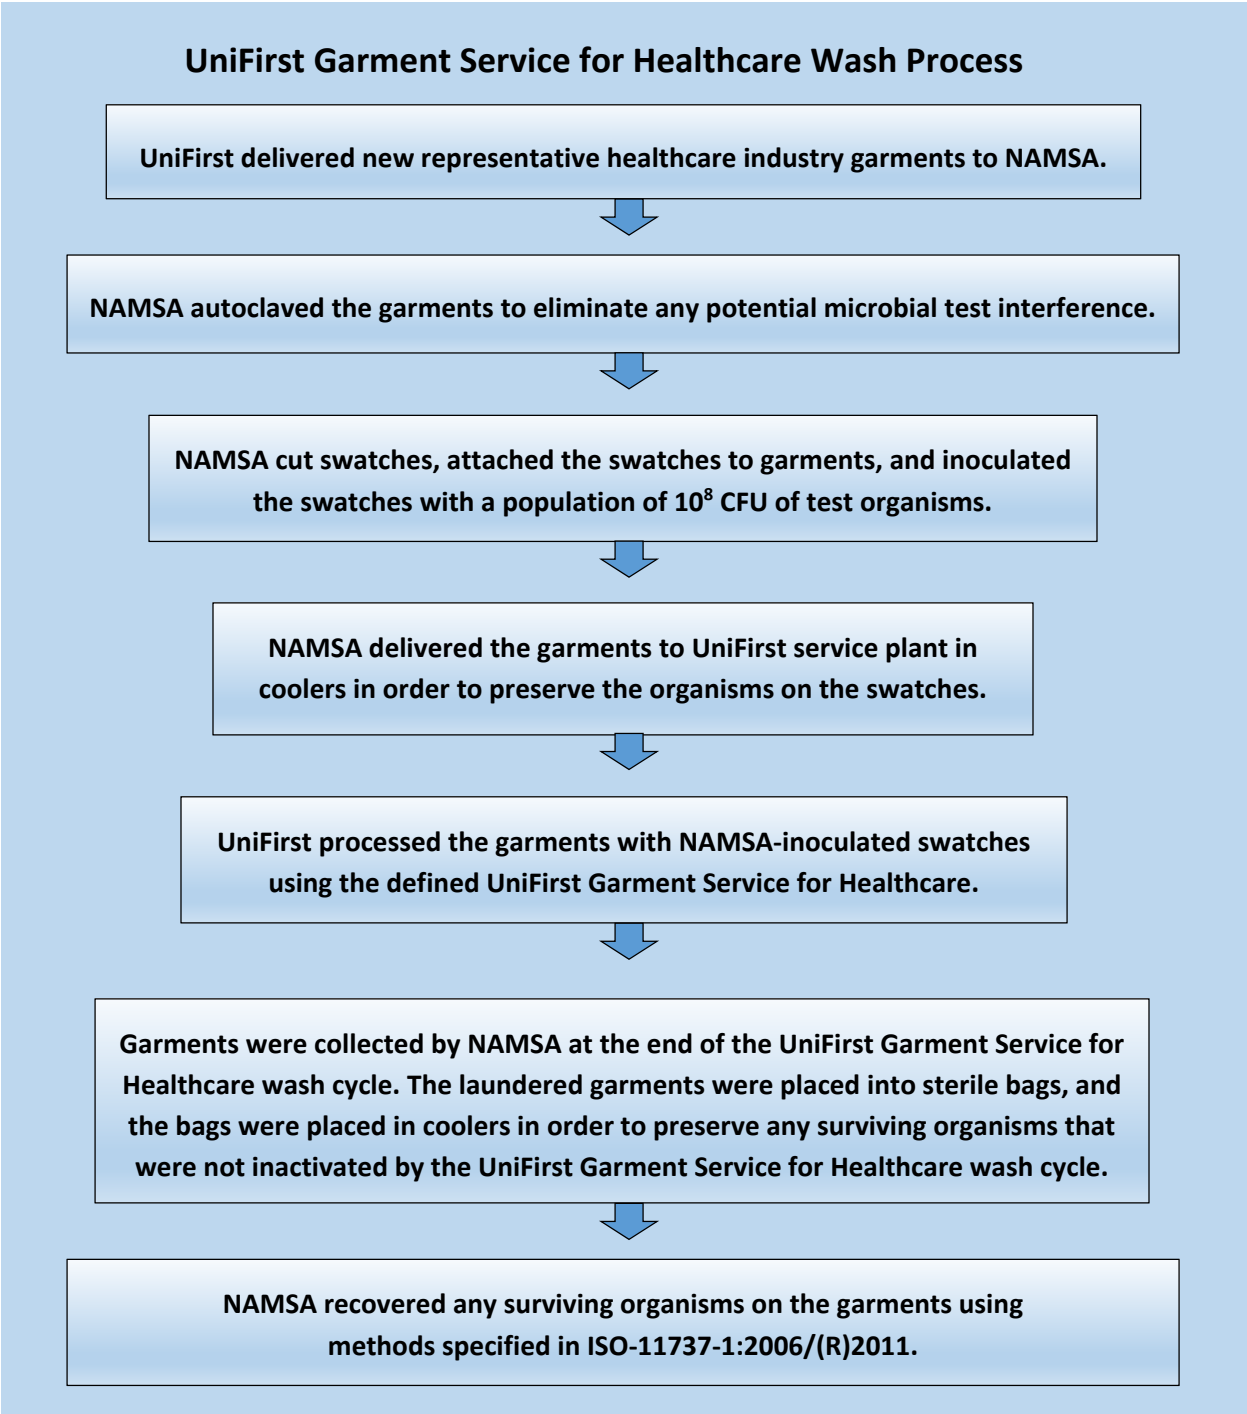 UniFirst Garment Service for Healthcare Wash Process
UniFirst delivered new representative healthcare industry garments to NAMSA.
NAMSA autoclaved the garments to eliminate any potential microbial test interference.
NAMSA cut swatches, attached the swatches to garments, and inoculated
the swatches with a population of 10⁸ CFU of test organisms.
NAMSA delivered the garments to UniFirst service plant in
coolers in order to preserve the organisms on the swatches.
UniFirst processed the garments with NAMSA-inoculated swatches
using the defined UniFirst Garment Service for Healthcare.
Garments were collected by NAMSA at the end of the UniFirst Garment Service for
Healthcare wash cycle. The laundered garments were placed into sterile bags, and
the bags were placed in coolers in order to preserve any surviving organisms that
were not inactivated by the UniFirst Garment Service for Healthcare wash cycle.
NAMSA recovered any surviving organisms on the garments using
methods specified in ISO-11737-1:2006/(R)2011.